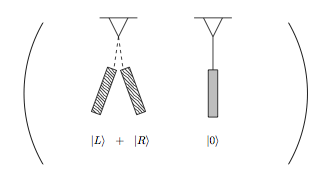 |L⟩ + |R⟩ |0⟩